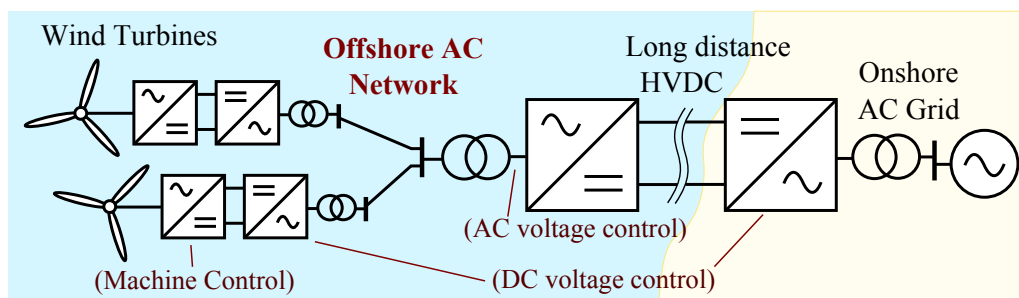 Wind Turbines
Offshore AC
Network
Long distance
HVDC
Onshore
AC Grid
(AC voltage control)
(Machine Control)
(DC voltage control)